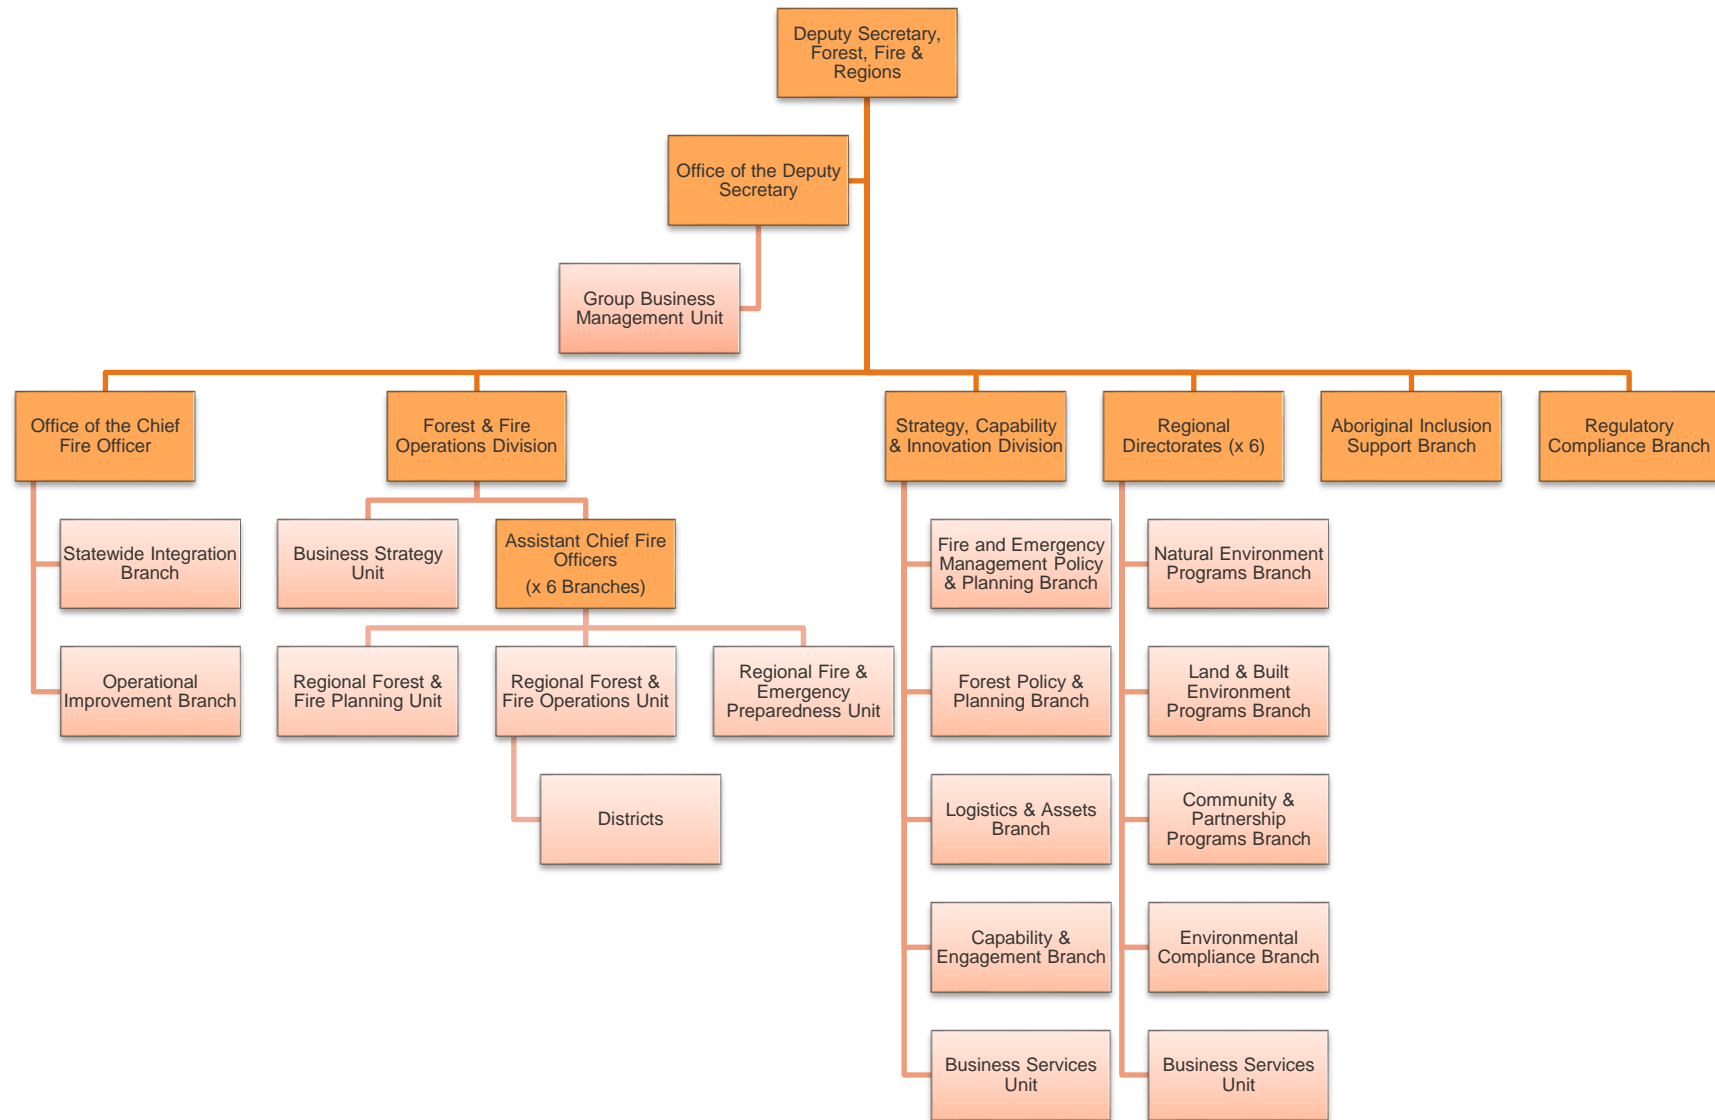 Deputy Secretary,
Forest, Fire &
Regions
Office of the Deputy
Secretary
Group Business
Management Unit
Office of the Chief
Fire Officer
Forest & Fire
Operations Division
Strategy, Capability
& Innovation Division
Regional
Directorates (x 6)
Aboriginal Inclusion
Support Branch
Regulatory
Compliance Branch
Statewide Integration
Branch
Business Strategy
Unit
Assistant Chief Fire
Officers
(x 6 Branches)
Fire and Emergency
Management Policy
& Planning Branch
Natural Environment
Programs Branch
Operational
Improvement Branch
Regional Forest &
Fire Planning Unit
Regional Forest &
Fire Operations Unit
Regional Fire &
Emergency
Preparedness Unit
Forest Policy &
Planning Branch
Land & Built
Environment
Programs Branch
Districts
Logistics & Assets
Branch
Community &
Partnership
Programs Branch
Capability &
Engagement Branch
Environmental
Compliance Branch
Business Services
Unit
Business Services
Unit